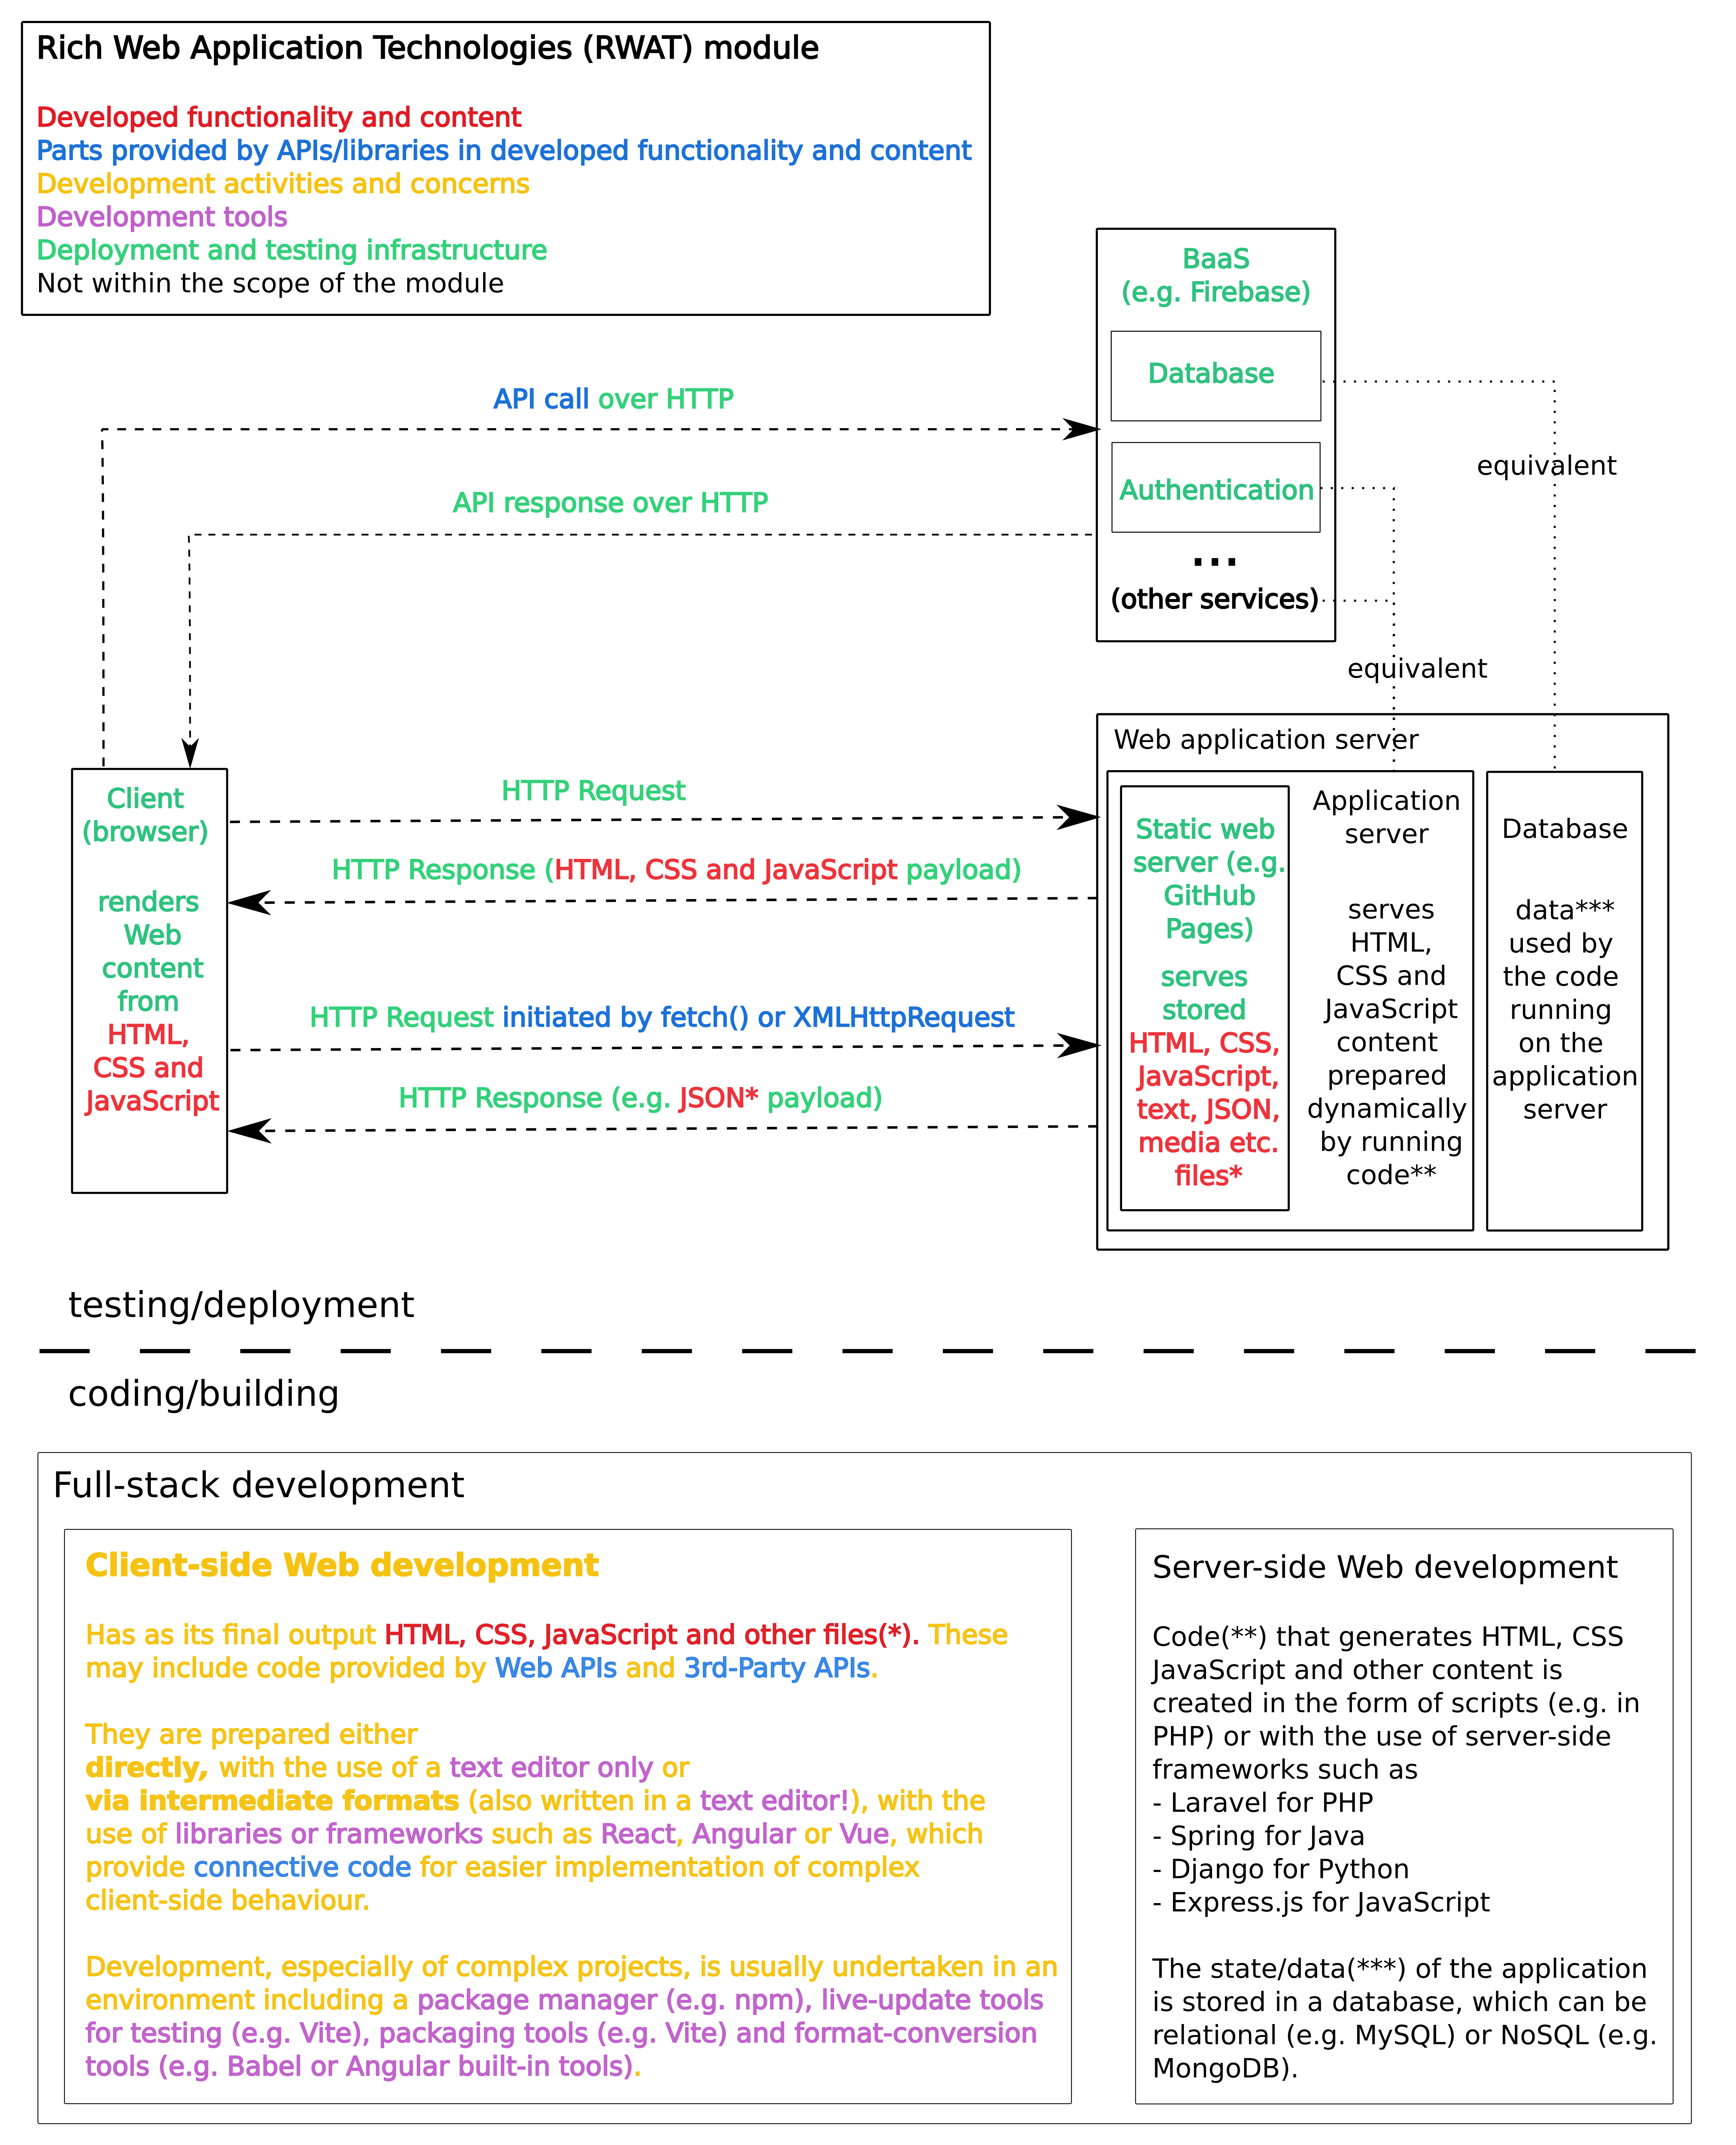 Rich Web Application Technologies (RWAT) module
Developed functionality and content
Parts provided by APIs/libraries in developed functionality and content
Development activities and concerns
Development tools
Deployment and testing infrastructure
Not within the scope of the module
BaaS
(e.g. Firebase)
Database
Authentication
...
(other services)
equivalent
equivalent
API call over HTTP
API response over HTTP
Client
(browser)
renders
Web
content
from
HTML,
CSS and
JavaScript
HTTP Request
HTTP Response (HTML, CSS and JavaScript payload)
HTTP Request initiated by fetch() or XMLHttpRequest
HTTP Response (e.g. JSON* payload)
Web application server
Static web
server (e.g.
GitHub
Pages)
serves
stored
HTML, CSS,
JavaScript,
text, JSON,
media etc.
files*
Application
server
serves
HTML,
CSS and
JavaScript
content
prepared
dynamically
by running
code**
Database
data***
used by
the code
running
on the
application
server
testing/deployment
coding/building
Full-stack development
Client-side Web development
Has as its final output HTML, CSS, JavaScript and other files(*). These
may include code provided by Web APIs and 3rd-Party APIs.
They are prepared either
directly, with the use of a text editor only or
via intermediate formats (also written in a text editor!), with the
use of libraries or frameworks such as React, Angular or Vue, which
provide connective code for easier implementation of complex
client-side behaviour.
Development, especially of complex projects, is usually undertaken in an
environment including a package manager (e.g. npm), live-update tools
for testing (e.g. Vite), packaging tools (e.g. Vite) and format-conversion
tools (e.g. Babel or Angular built-in tools).
Server-side Web development
Code(**) that generates HTML, CSS
JavaScript and other content is
created in the form of scripts (e.g. in
PHP) or with the use of server-side
frameworks such as
- Laravel for PHP
- Spring for Java
- Django for Python
- Express.js for JavaScript
The state/data(***) of the application
is stored in a database, which can be
relational (e.g. MySQL) or NoSQL (e.g.
MongoDB).